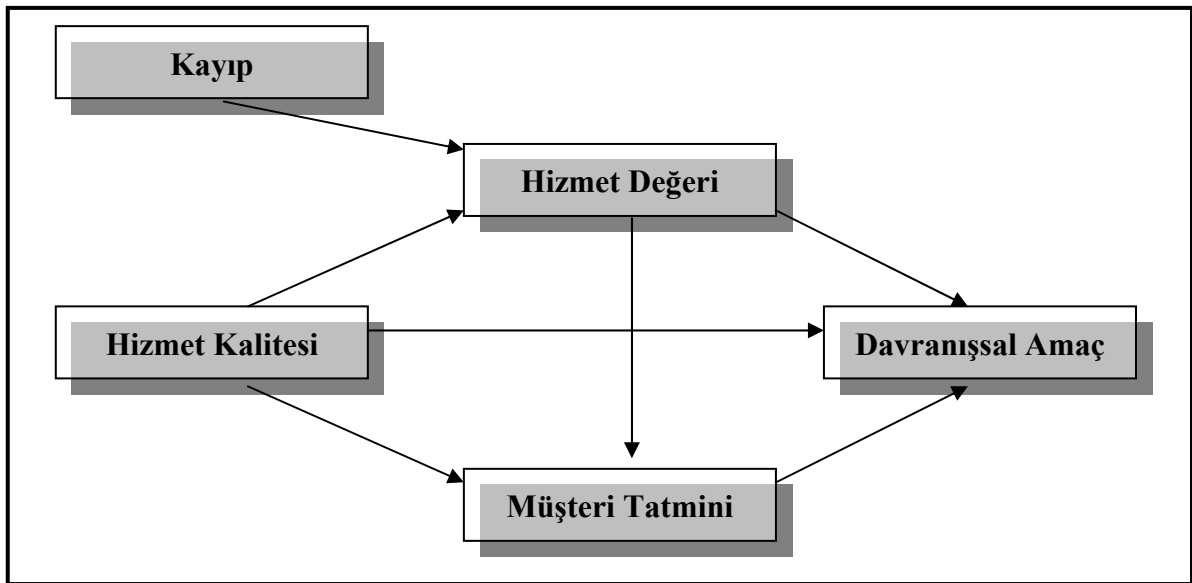 Kayıp
Hizmet Değeri
Hizmet Kalitesi
Davranışsal Amaç
Müşteri Tatmini